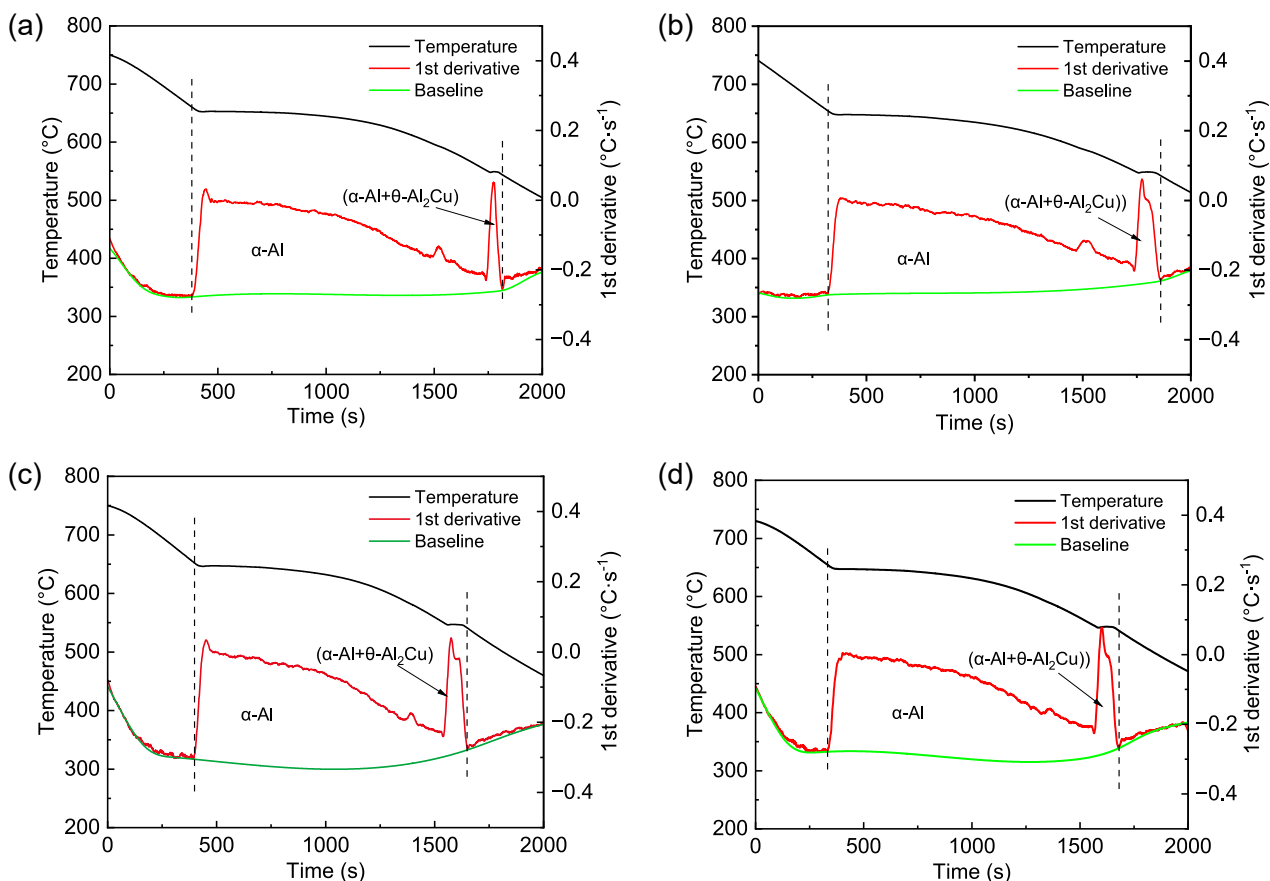 (a)
800
700
600
500
400
300
200
Temperature (°C)
0
500
1000
1500
2000
Time (s)
0.4
0.2
0.0
−0.2
−0.4
1st derivative (°C·s⁻¹)
Temperature
1st derivative
Baseline
(α-Al+θ-Al₂Cu)
α-Al
(b)
800
700
600
500
400
300
200
Temperature (°C)
0
500
1000
1500
2000
Time (s)
0.4
0.2
0.0
−0.2
−0.4
1st derivative (°C·s⁻¹)
Temperature
1st derivative
Baseline
(α-Al+θ-Al₂Cu))
α-Al
(c)
800
700
600
500
400
300
200
Temperature (°C)
0
500
1000
1500
2000
Time (s)
0.4
0.2
0.0
−0.2
−0.4
1st derivative (°C·s⁻¹)
Temperature
1st derivative
Baseline
(α-Al+θ-Al₂Cu)
α-Al
(d)
800
700
600
500
400
300
200
Temperature (°C)
0
500
1000
1500
2000
Time (s)
0.4
0.2
0.0
−0.2
−0.4
1st derivative (°C·s⁻¹)
Temperature
1st derivative
Baseline
(α-Al+θ-Al₂Cu))
α-Al